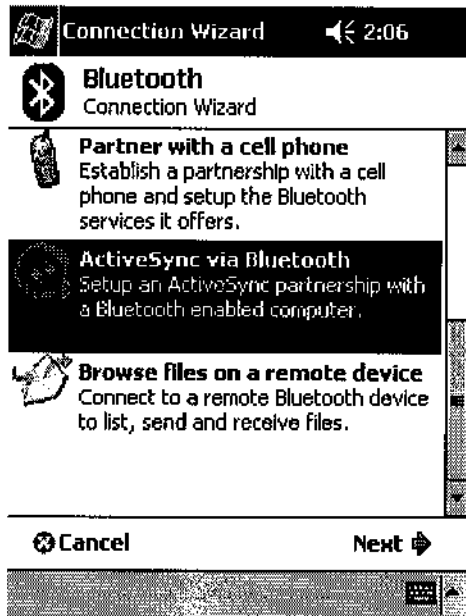 Connection Wizard 2:06
Bluetooth
Connection Wizard
Partner with a cell phone
Establish a partnership with a cell
phone and setup the Bluetooth
services it offers.
ActiveSync via Bluetooth
Setup an ActiveSync partnership with
a Bluetooth enabled computer.
Browse files on a remote device
Connect to a remote Bluetooth device
to list, send and receive files.
Cancel Next